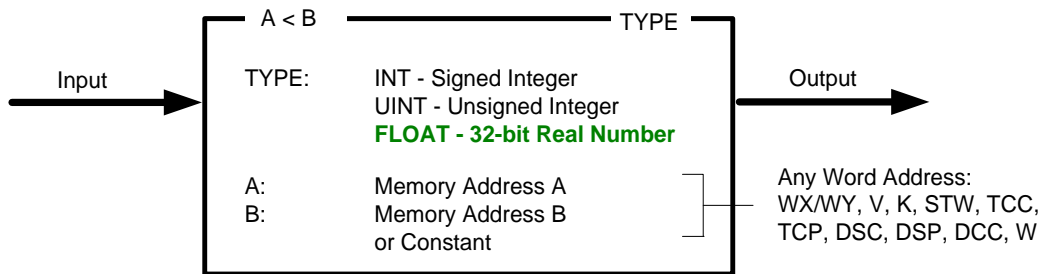 A < B TYPE
Input
Output
TYPE: INT - Signed Integer
UINT - Unsigned Integer
FLOAT - 32-bit Real Number
A: Memory Address A
B: Memory Address B
or Constant
Any Word Address:
WX/WY, V, K, STW, TCC,
TCP, DSC, DSP, DCC, W